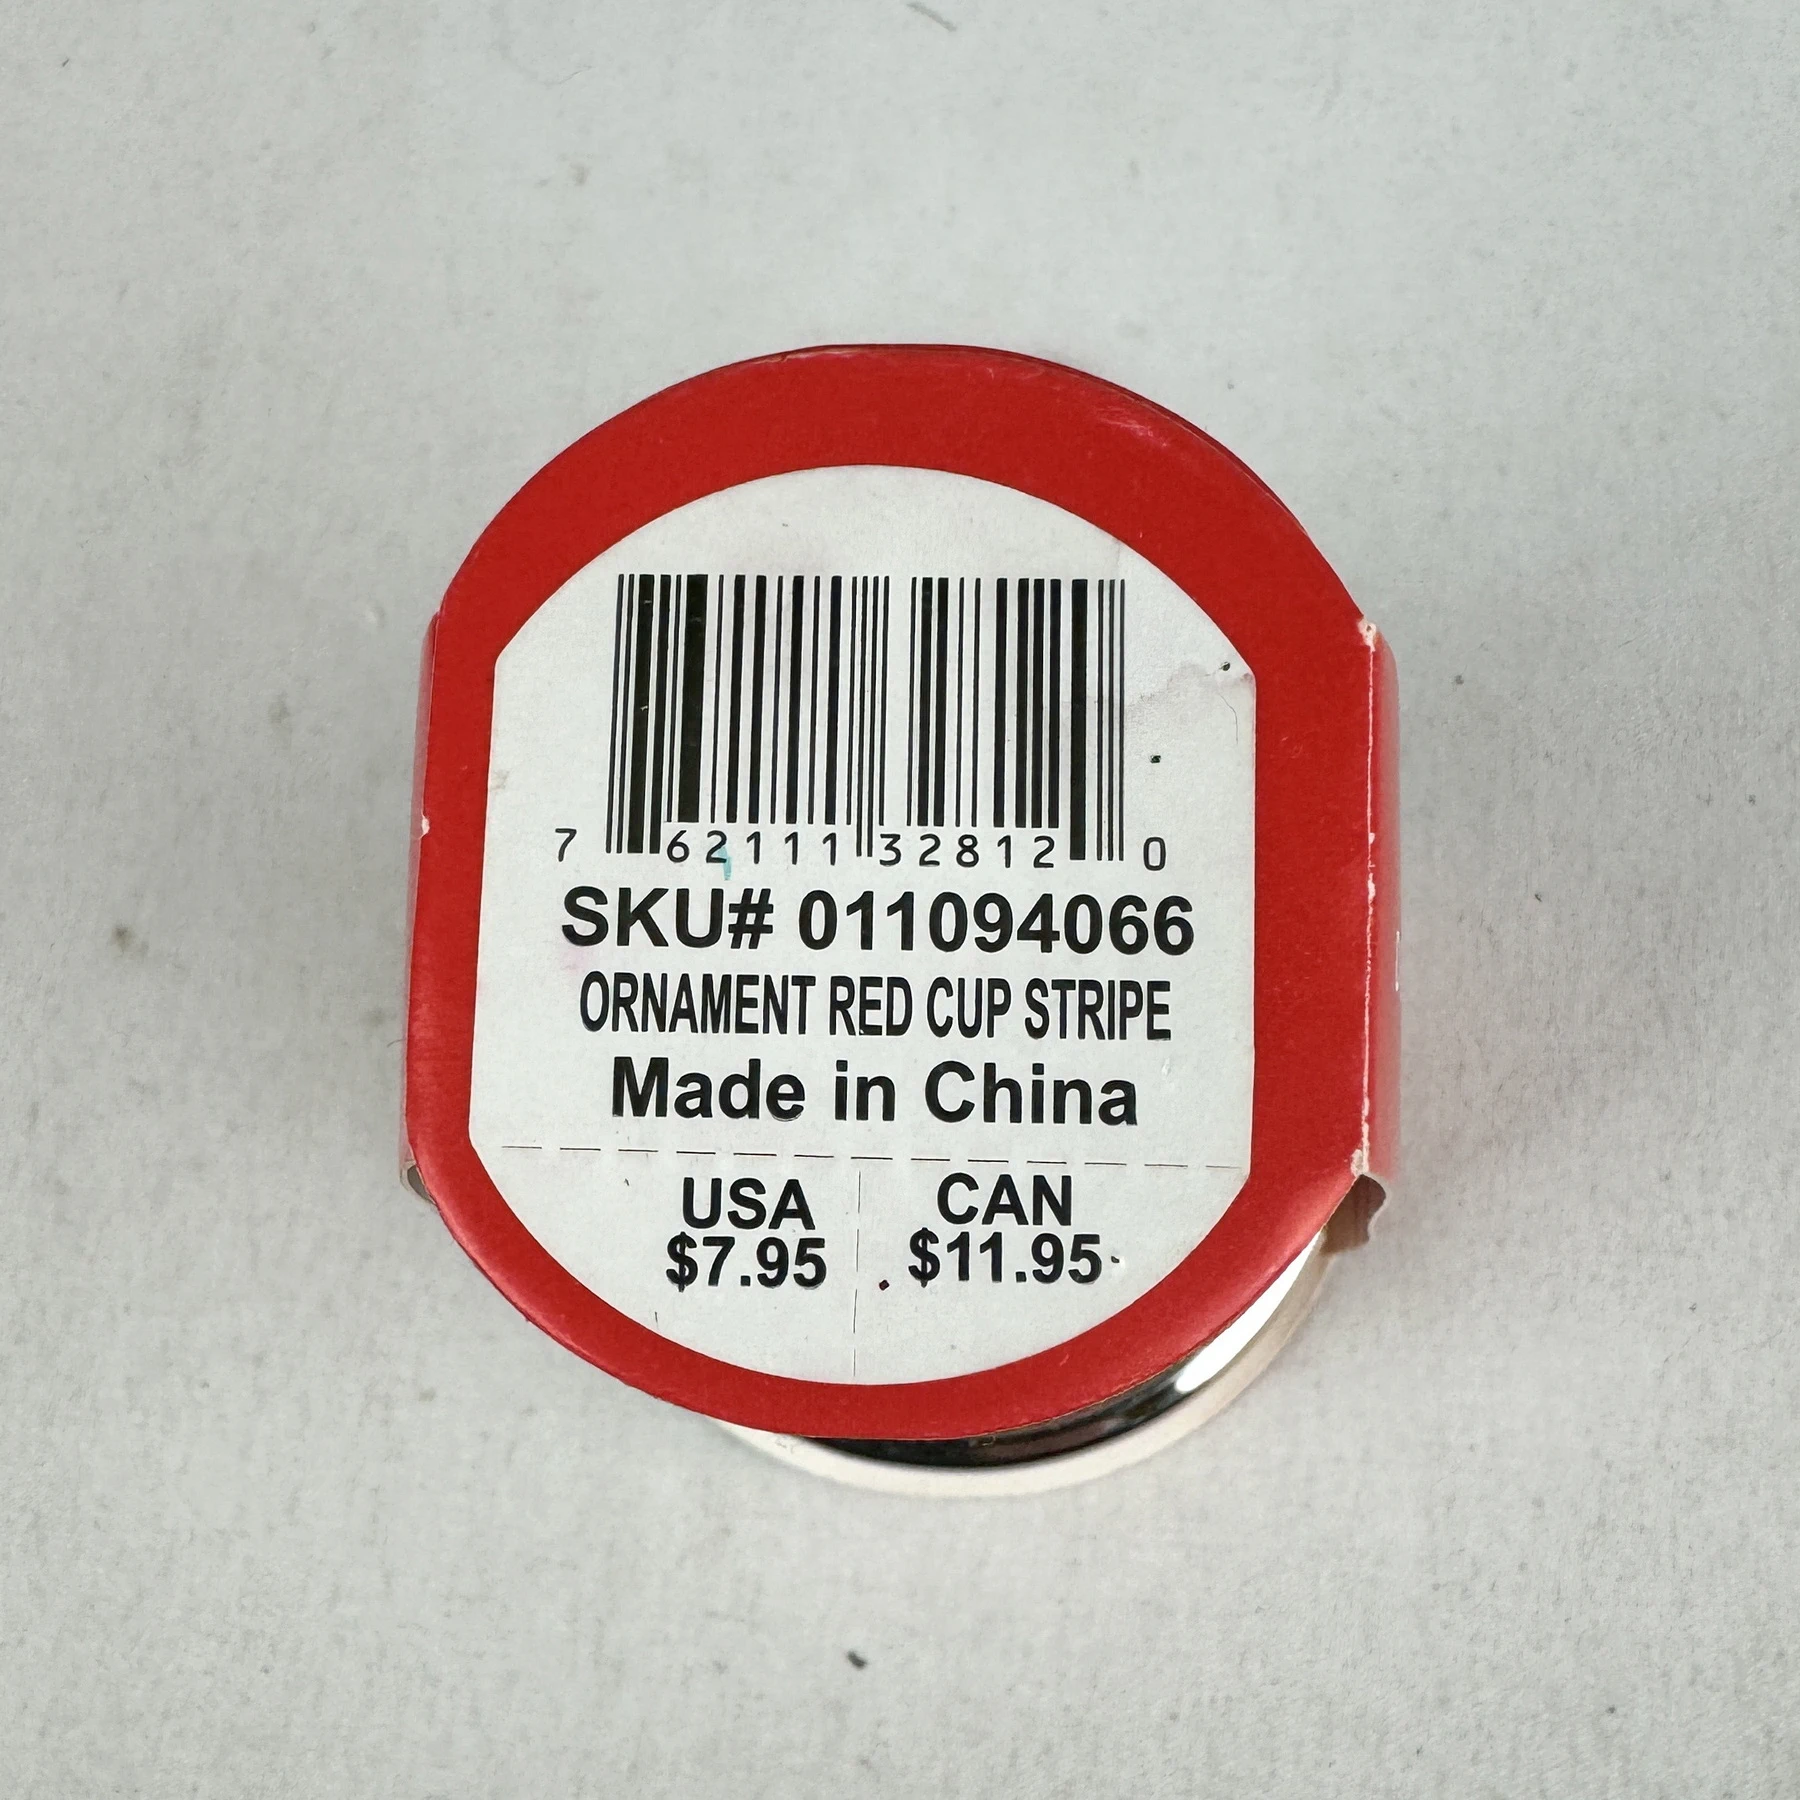 7 62111 32812 0
SKU# 011094066
ORNAMENT RED CUP STRIPE
Made in China
USA CAN
$7.95 $11.95